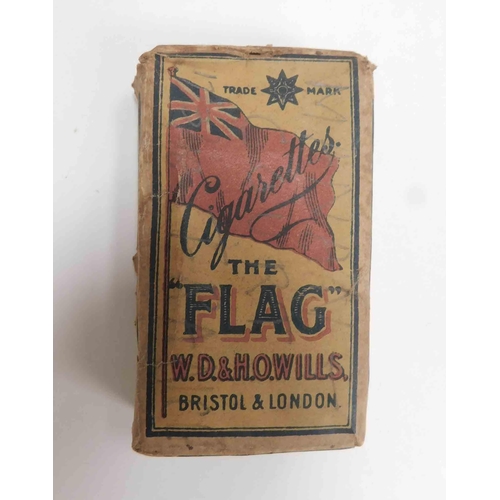 TRADE MARK
Cigarettes.
THE
"FLAG"
W.D.&H.O.WILLS,
BRISTOL & LONDON.